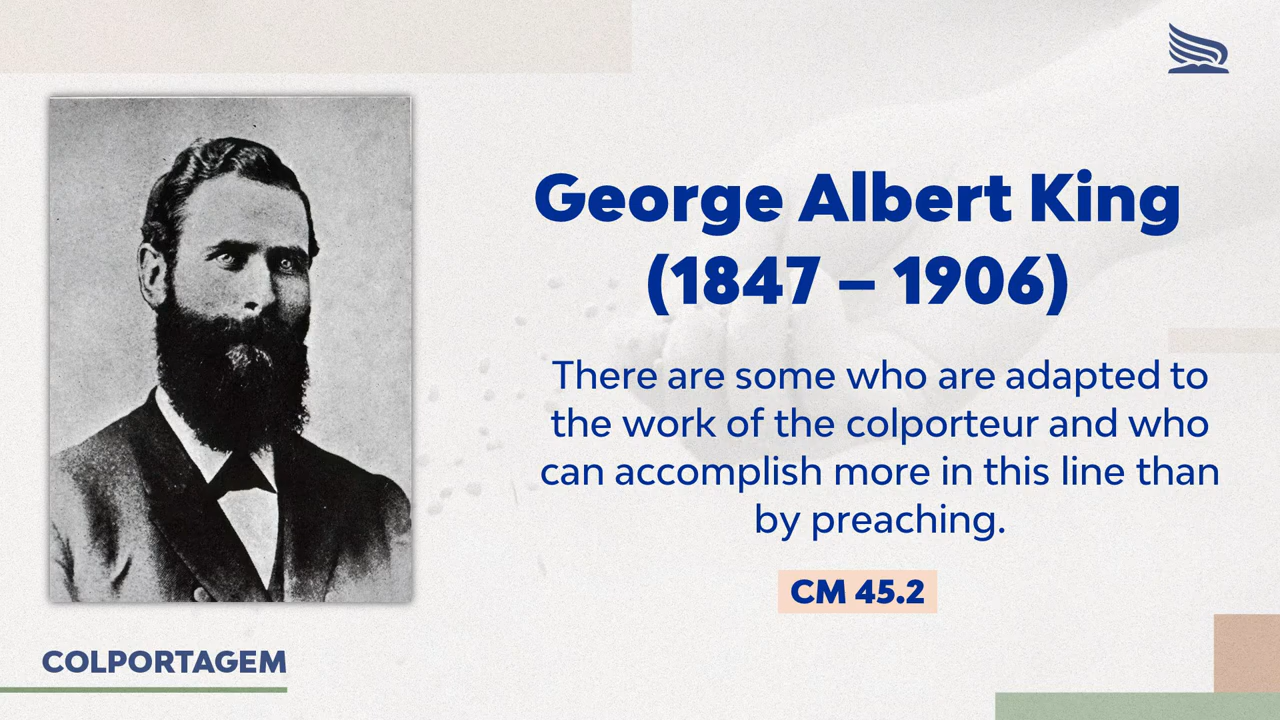 George Albert King
(1847 – 1906)
There are some who are adapted to
the work of the colporteur and who
can accomplish more in this line than
by preaching.
CM 45.2
COLPORTAGEM